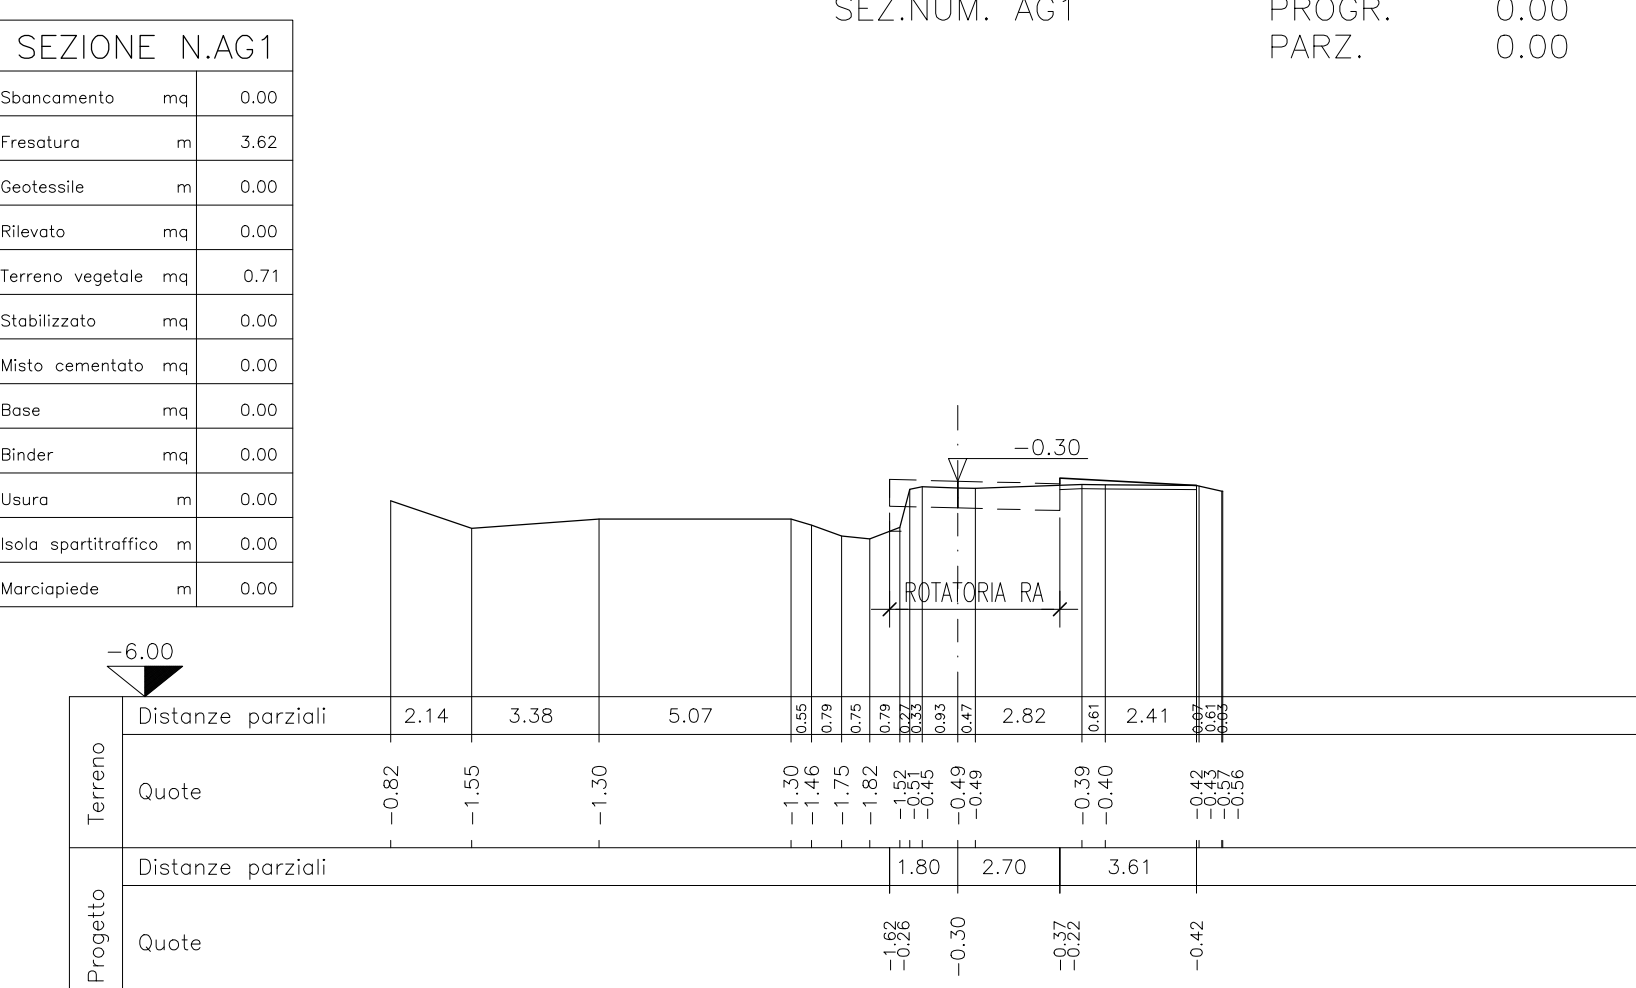 SEZ.NUM. AG1 PROGR. 0.00
PARZ. 0.00
SEZIONE N.AG1
Sbancamento mq 0.00
Fresatura m 3.62
Geotessile m 0.00
Rilevato mq 0.00
Terreno vegetale mq 0.71
Stabilizzato mq 0.00
Misto cementato mq 0.00
Base mq 0.00
Binder mq 0.00
Usura m 0.00
Isola spartitraffico m 0.00
Marciapiede m 0.00
-0.30
ROTATORIA RA
-6.00
Terreno
Distanze parziali 2.14 3.38 5.07 0.55 0.79 0.75 0.79 0.27 0.33 0.93 0.47 2.82 0.61 2.41 0.07 0.61 0.03
Quote -0.82 -1.55 -1.30 -1.30 -1.46 -1.75 -1.82 -1.52 -0.51 -0.45 -0.49 -0.49 -0.39 -0.40 -0.42 -0.43 -0.57 -0.56
Progetto
Distanze parziali 1.80 2.70 3.61
Quote -1.62 -0.26 -0.30 -0.37 -0.22 -0.42